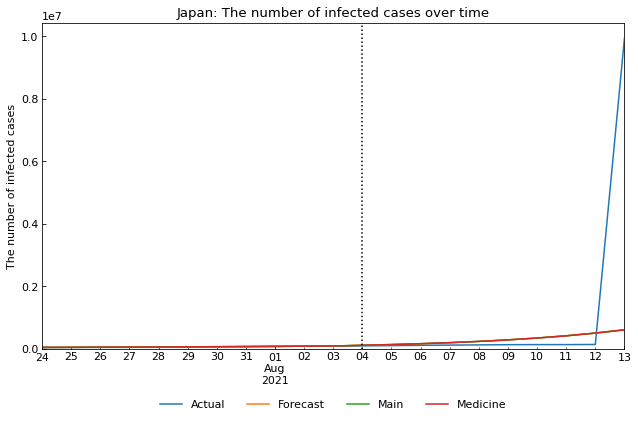 Japan: The number of infected cases over time
1e7
1.0
0.8
0.6
0.4
0.2
0.0
The number of infected cases
24 25 26 27 28 29 30 31 01 02 03 04 05 06 07 08 09 10 11 12 13
Aug
2021
Actual Forecast Main Medicine